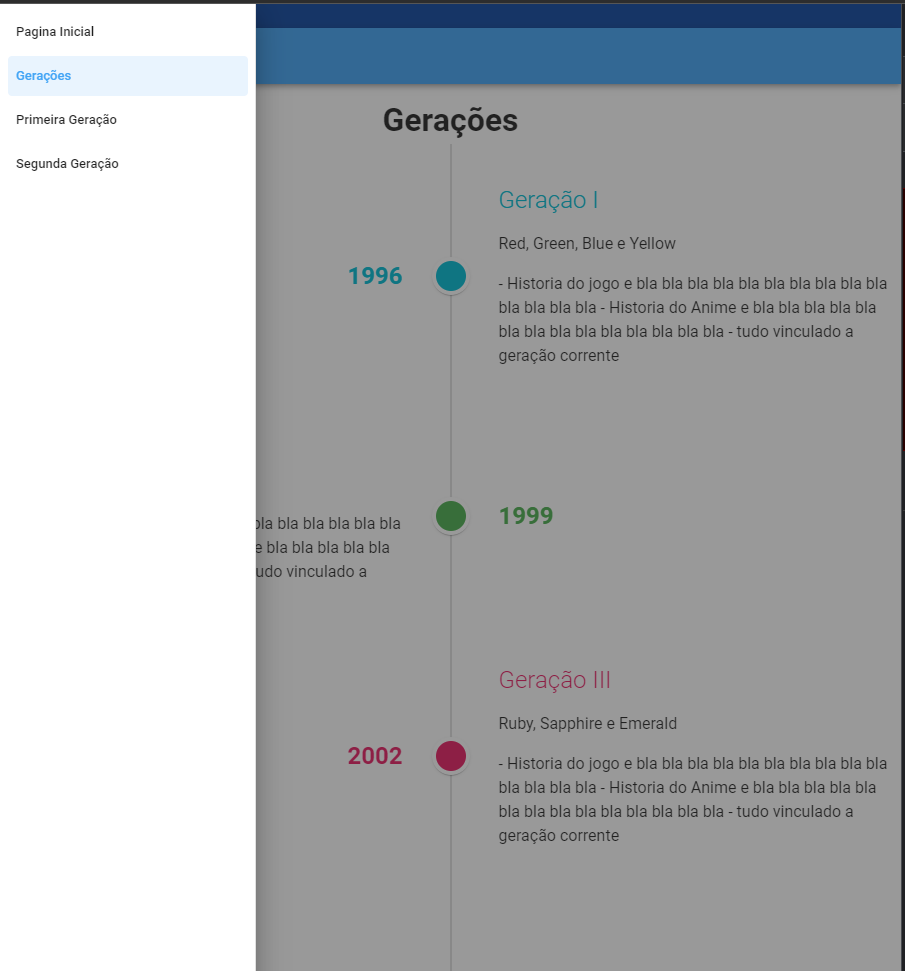 Pagina Inicial
Gerações
Primeira Geração
Segunda Geração
Gerações
Geração I
Red, Green, Blue e Yellow
1996
- Historia do jogo e bla bla bla bla bla bla bla bla bla bla
bla bla bla bla - Historia do Anime e bla bla bla bla bla
bla bla bla bla bla bla bla bla bla - tudo vinculado a
geração corrente
1999
bla bla bla bla bla bla
e bla bla bla bla bla
udo vinculado a
Geração III
Ruby, Sapphire e Emerald
2002
- Historia do jogo e bla bla bla bla bla bla bla bla bla bla
bla bla bla bla - Historia do Anime e bla bla bla bla bla
bla bla bla bla bla bla bla bla bla - tudo vinculado a
geração corrente